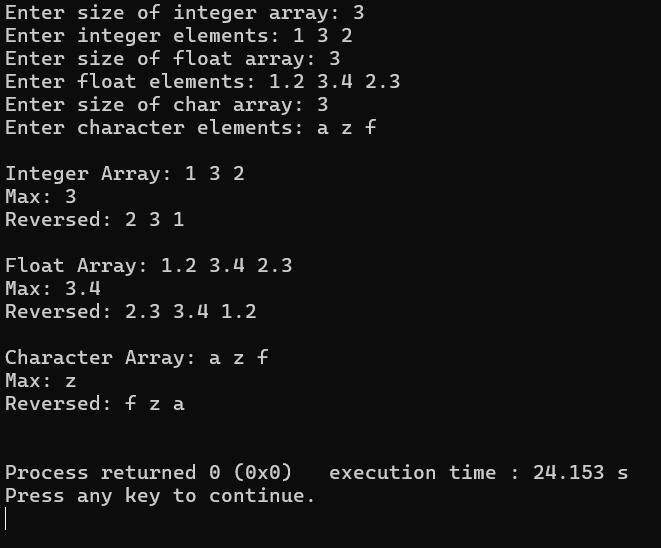 Enter size of integer array: 3
Enter integer elements: 1 3 2
Enter size of float array: 3
Enter float elements: 1.2 3.4 2.3
Enter size of char array: 3
Enter character elements: a z f

Integer Array: 1 3 2
Max: 3
Reversed: 2 3 1

Float Array: 1.2 3.4 2.3
Max: 3.4
Reversed: 2.3 3.4 1.2

Character Array: a z f
Max: z
Reversed: f z a

Process returned 0 (0x0)   execution time : 24.153 s
Press any key to continue.